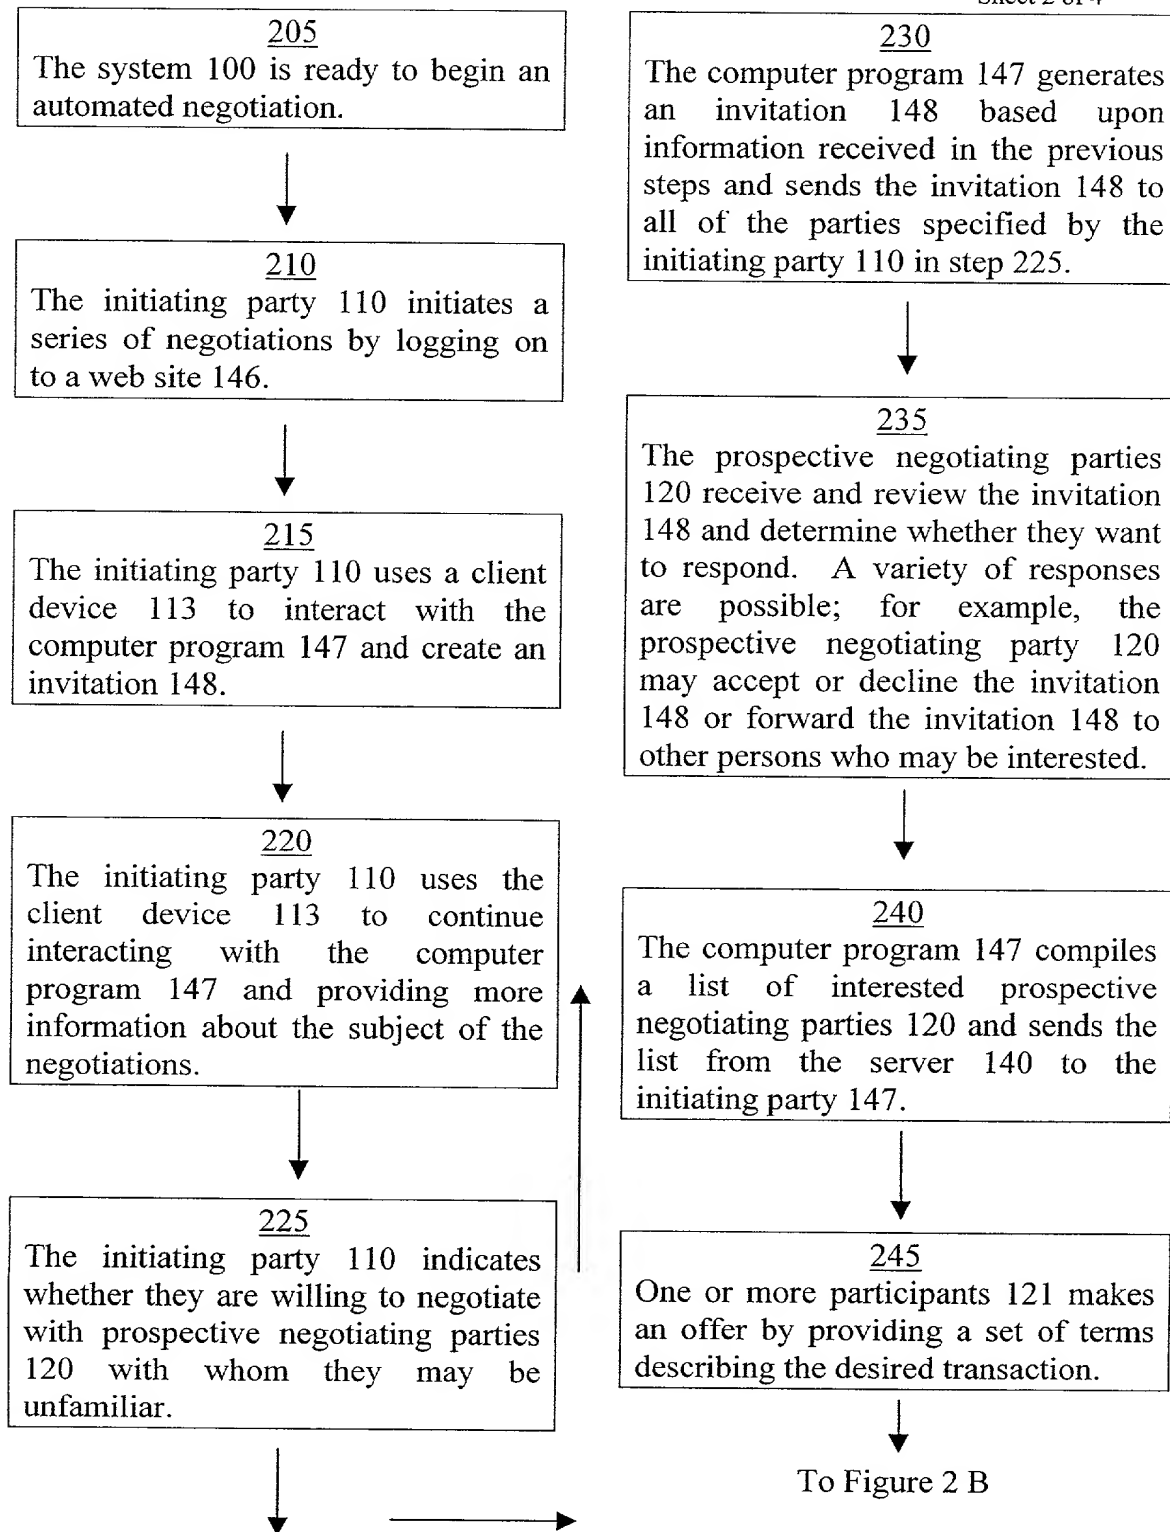 Sheet 2 of 4
205
The system 100 is ready to begin an
automated negotiation.
210
The initiating party 110 initiates a
series of negotiations by logging on
to a web site 146.
215
The initiating party 110 uses a client
device 113 to interact with the
computer program 147 and create an
invitation 148.
220
The initiating party 110 uses the
client device 113 to continue
interacting with the computer
program 147 and providing more
information about the subject of the
negotiations.
225
The initiating party 110 indicates
whether they are willing to negotiate
with prospective negotiating parties
120 with whom they may be
unfamiliar.
230
The computer program 147 generates
an invitation 148 based upon
information received in the previous
steps and sends the invitation 148 to
all of the parties specified by the
initiating party 110 in step 225.
235
The prospective negotiating parties
120 receive and review the invitation
148 and determine whether they want
to respond. A variety of responses
are possible; for example, the
prospective negotiating party 120
may accept or decline the invitation
148 or forward the invitation 148 to
other persons who may be interested.
240
The computer program 147 compiles
a list of interested prospective
negotiating parties 120 and sends the
list from the server 140 to the
initiating party 147.
245
One or more participants 121 makes
an offer by providing a set of terms
describing the desired transaction.
To Figure 2 B